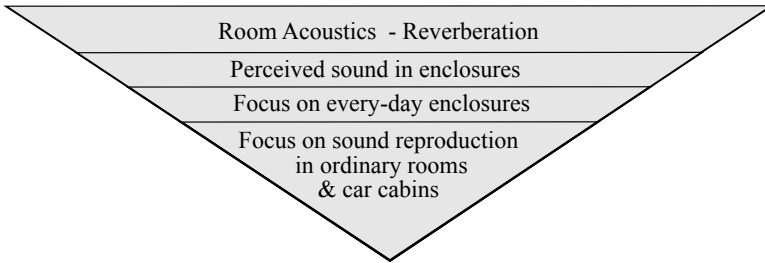 Room Acoustics - Reverberation
Perceived sound in enclosures
Focus on every-day enclosures
Focus on sound reproduction
in ordinary rooms
& car cabins